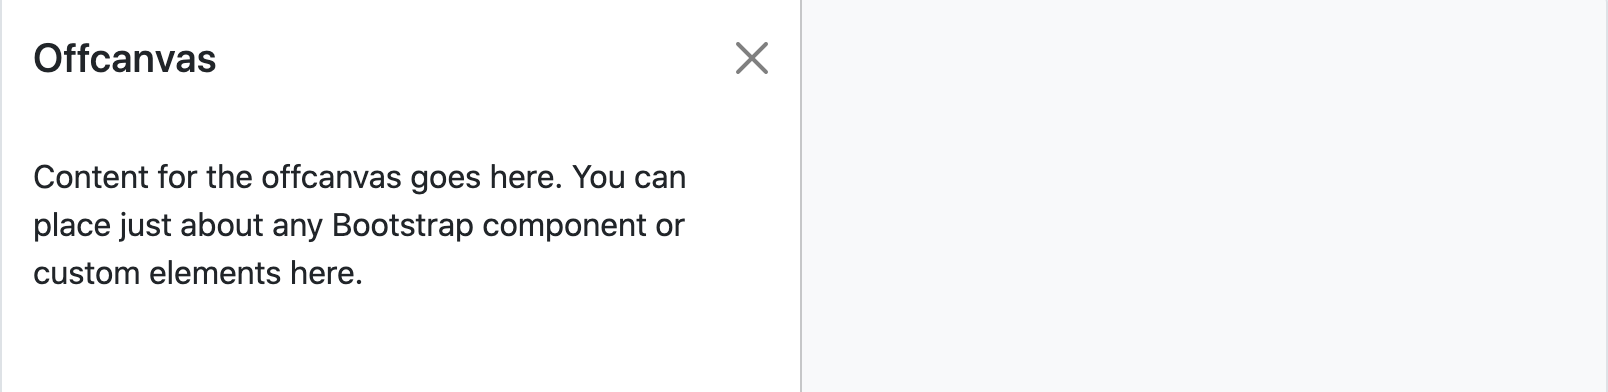 Offcanvas
Content for the offcanvas goes here. You can
place just about any Bootstrap component or
custom elements here.